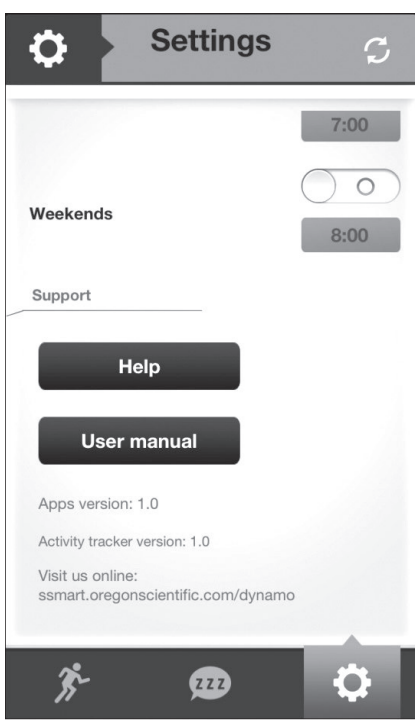 Settings
7:00
Weekends
8:00
Support
Help
User manual
Apps version: 1.0
Activity tracker version: 1.0
Visit us online:
ssmart.oregonscientific.com/dynamo
zzz